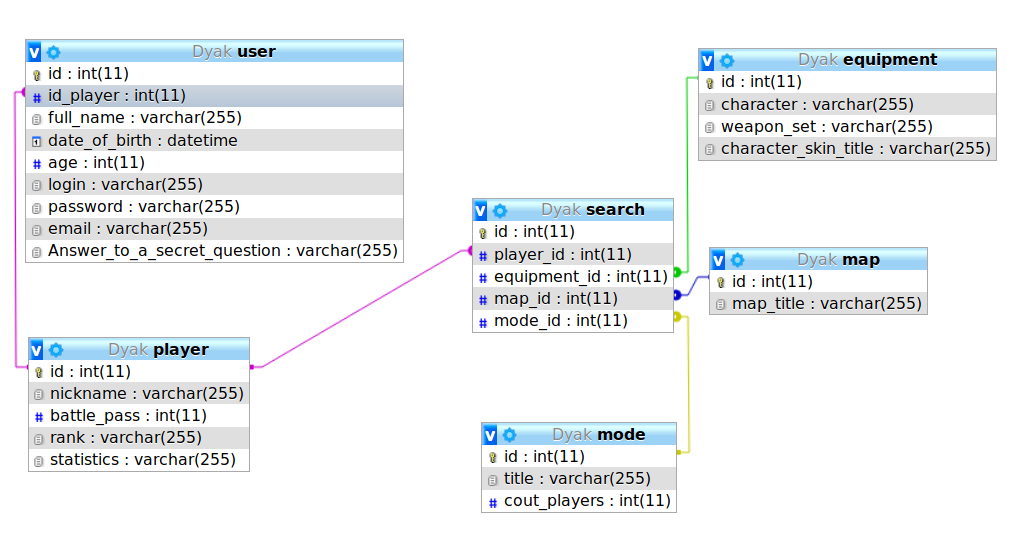 Dyak user
id : int(11)
id_player : int(11)
full_name : varchar(255)
date_of_birth : datetime
age : int(11)
login : varchar(255)
password : varchar(255)
email : varchar(255)
Answer_to_a_secret_question : varchar(255)
Dyak equipment
id : int(11)
character : varchar(255)
weapon_set : varchar(255)
character_skin_title : varchar(255)
Dyak search
id : int(11)
player_id : int(11)
equipment_id : int(11)
map_id : int(11)
mode_id : int(11)
Dyak map
id : int(11)
map_title : varchar(255)
Dyak player
id : int(11)
nickname : varchar(255)
battle_pass : int(11)
rank : varchar(255)
statistics : varchar(255)
Dyak mode
id : int(11)
title : varchar(255)
cout_players : int(11)